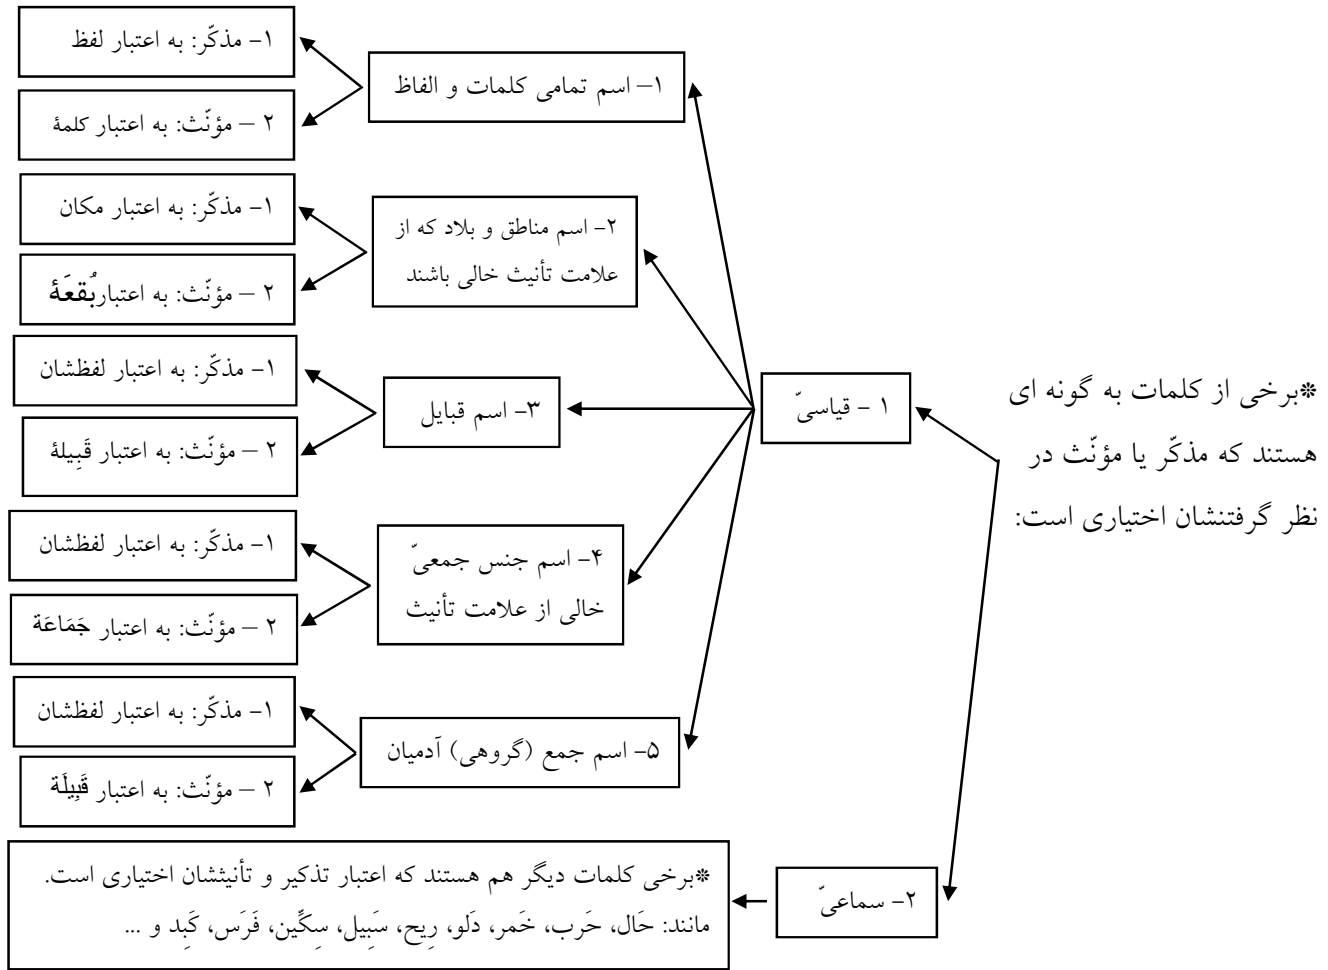 *برخی از کلمات به گونه ای
هستند که مذکّر یا مؤنّث در
نظر گرفتنشان اختیاری است:
۱ - قیاسیّ
۱– اسم تمامی کلمات و الفاظ
۱- مذکّر: به اعتبار لفظ
۲ – مؤنّث: به اعتبار کلمۀ
۲- اسم مناطق و بلاد که از
علامت تأنیث خالی باشند
۱- مذکّر: به اعتبار مکان
۲ – مؤنّث: به اعتبار بُقعَۀ
۳- اسم قبایل
۱- مذکّر: به اعتبار لفظشان
۲ – مؤنّث: به اعتبار قَبِیلۀ
۴- اسم جنس جمعیّ
خالی از علامت تأنیث
۱- مذکّر: به اعتبار لفظشان
۲ – مؤنّث: به اعتبار جَمَاعَة
۵- اسم جمع (گروهی) آدمیان
۱- مذکّر: به اعتبار لفظشان
۲ – مؤنّث: به اعتبار قَبِیلَة
۲- سماعیّ
*برخی کلمات دیگر هم هستند که اعتبار تذکیر و تأنیثشان اختیاری است.
مانند: حَال، حَرب، خَمر، دَلو، رِیح، سَبِیل، سِکِّین، فَرَس، کَبِد و ...